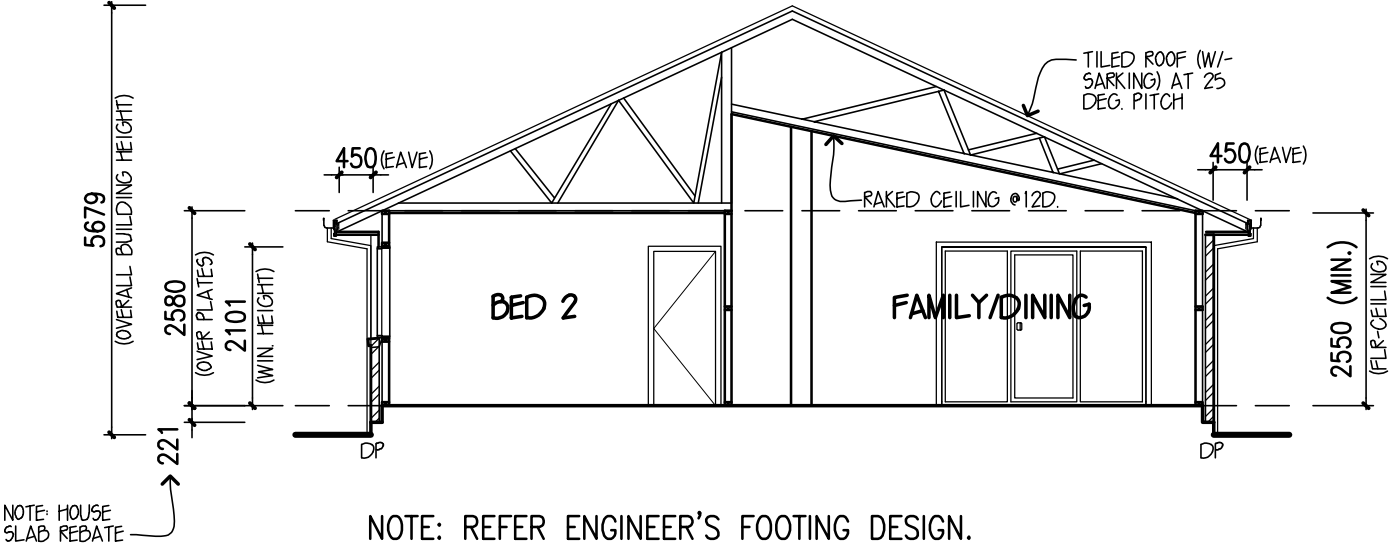 TILED ROOF (W/-
SARKING) AT 25
DEG. PITCH
450 (EAVE)
450 (EAVE)
RAKED CEILING @12D.
5679
(OVERALL BUILDING HEIGHT)
2580
(OVER PLATES)
2101
(WIN. HEIGHT)
BED 2
FAMILY/DINING
2550 (MIN.)
(FLR-CEILING)
221
DP
DP
NOTE: HOUSE
SLAB REBATE
NOTE: REFER ENGINEER'S FOOTING DESIGN.